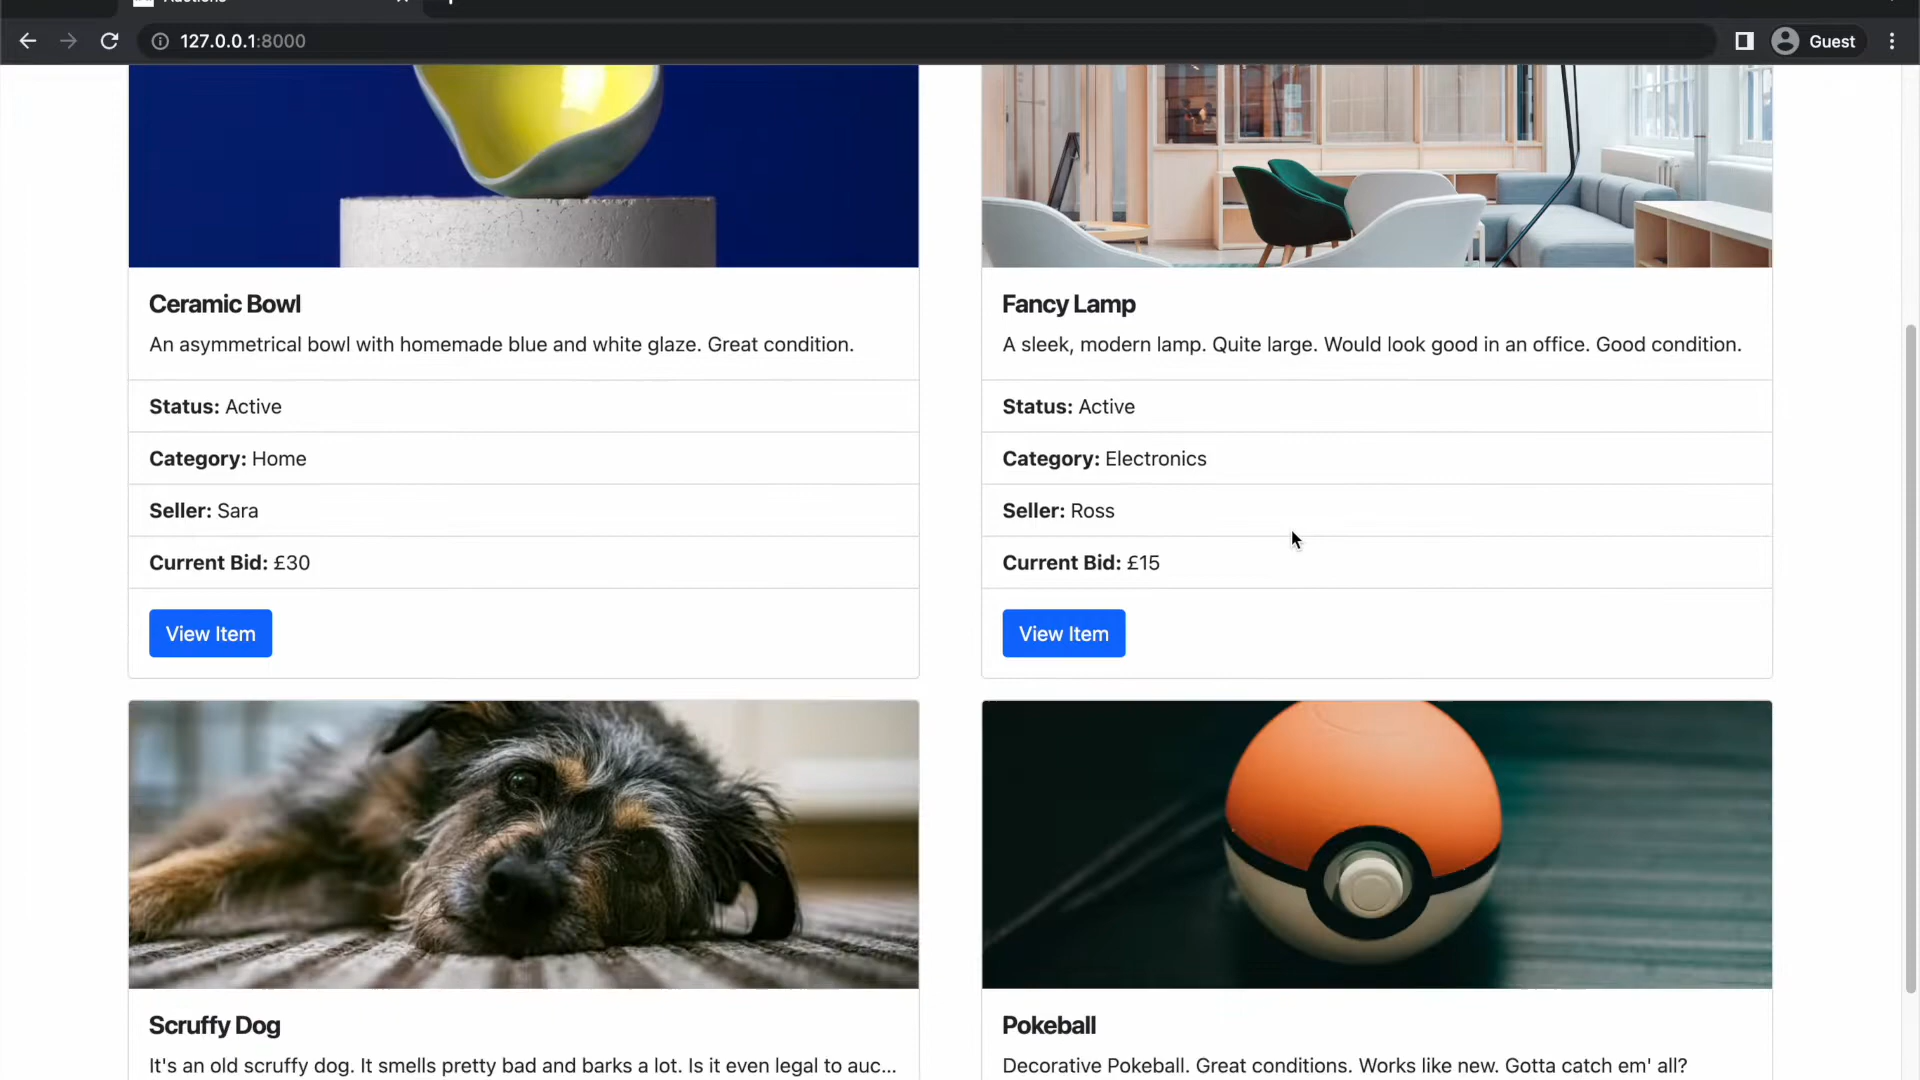 127.0.0.1:8000
Guest
Ceramic Bowl
An asymmetrical bowl with homemade blue and white glaze. Great condition.
Status: Active
Category: Home
Seller: Sara
Current Bid: £30
View Item
Fancy Lamp
A sleek, modern lamp. Quite large. Would look good in an office. Good condition.
Status: Active
Category: Electronics
Seller: Ross
Current Bid: £15
View Item
Scruffy Dog
It's an old scruffy dog. It smells pretty bad and barks a lot. Is it even legal to auc...
Pokeball
Decorative Pokeball. Great conditions. Works like new. Gotta catch em' all?